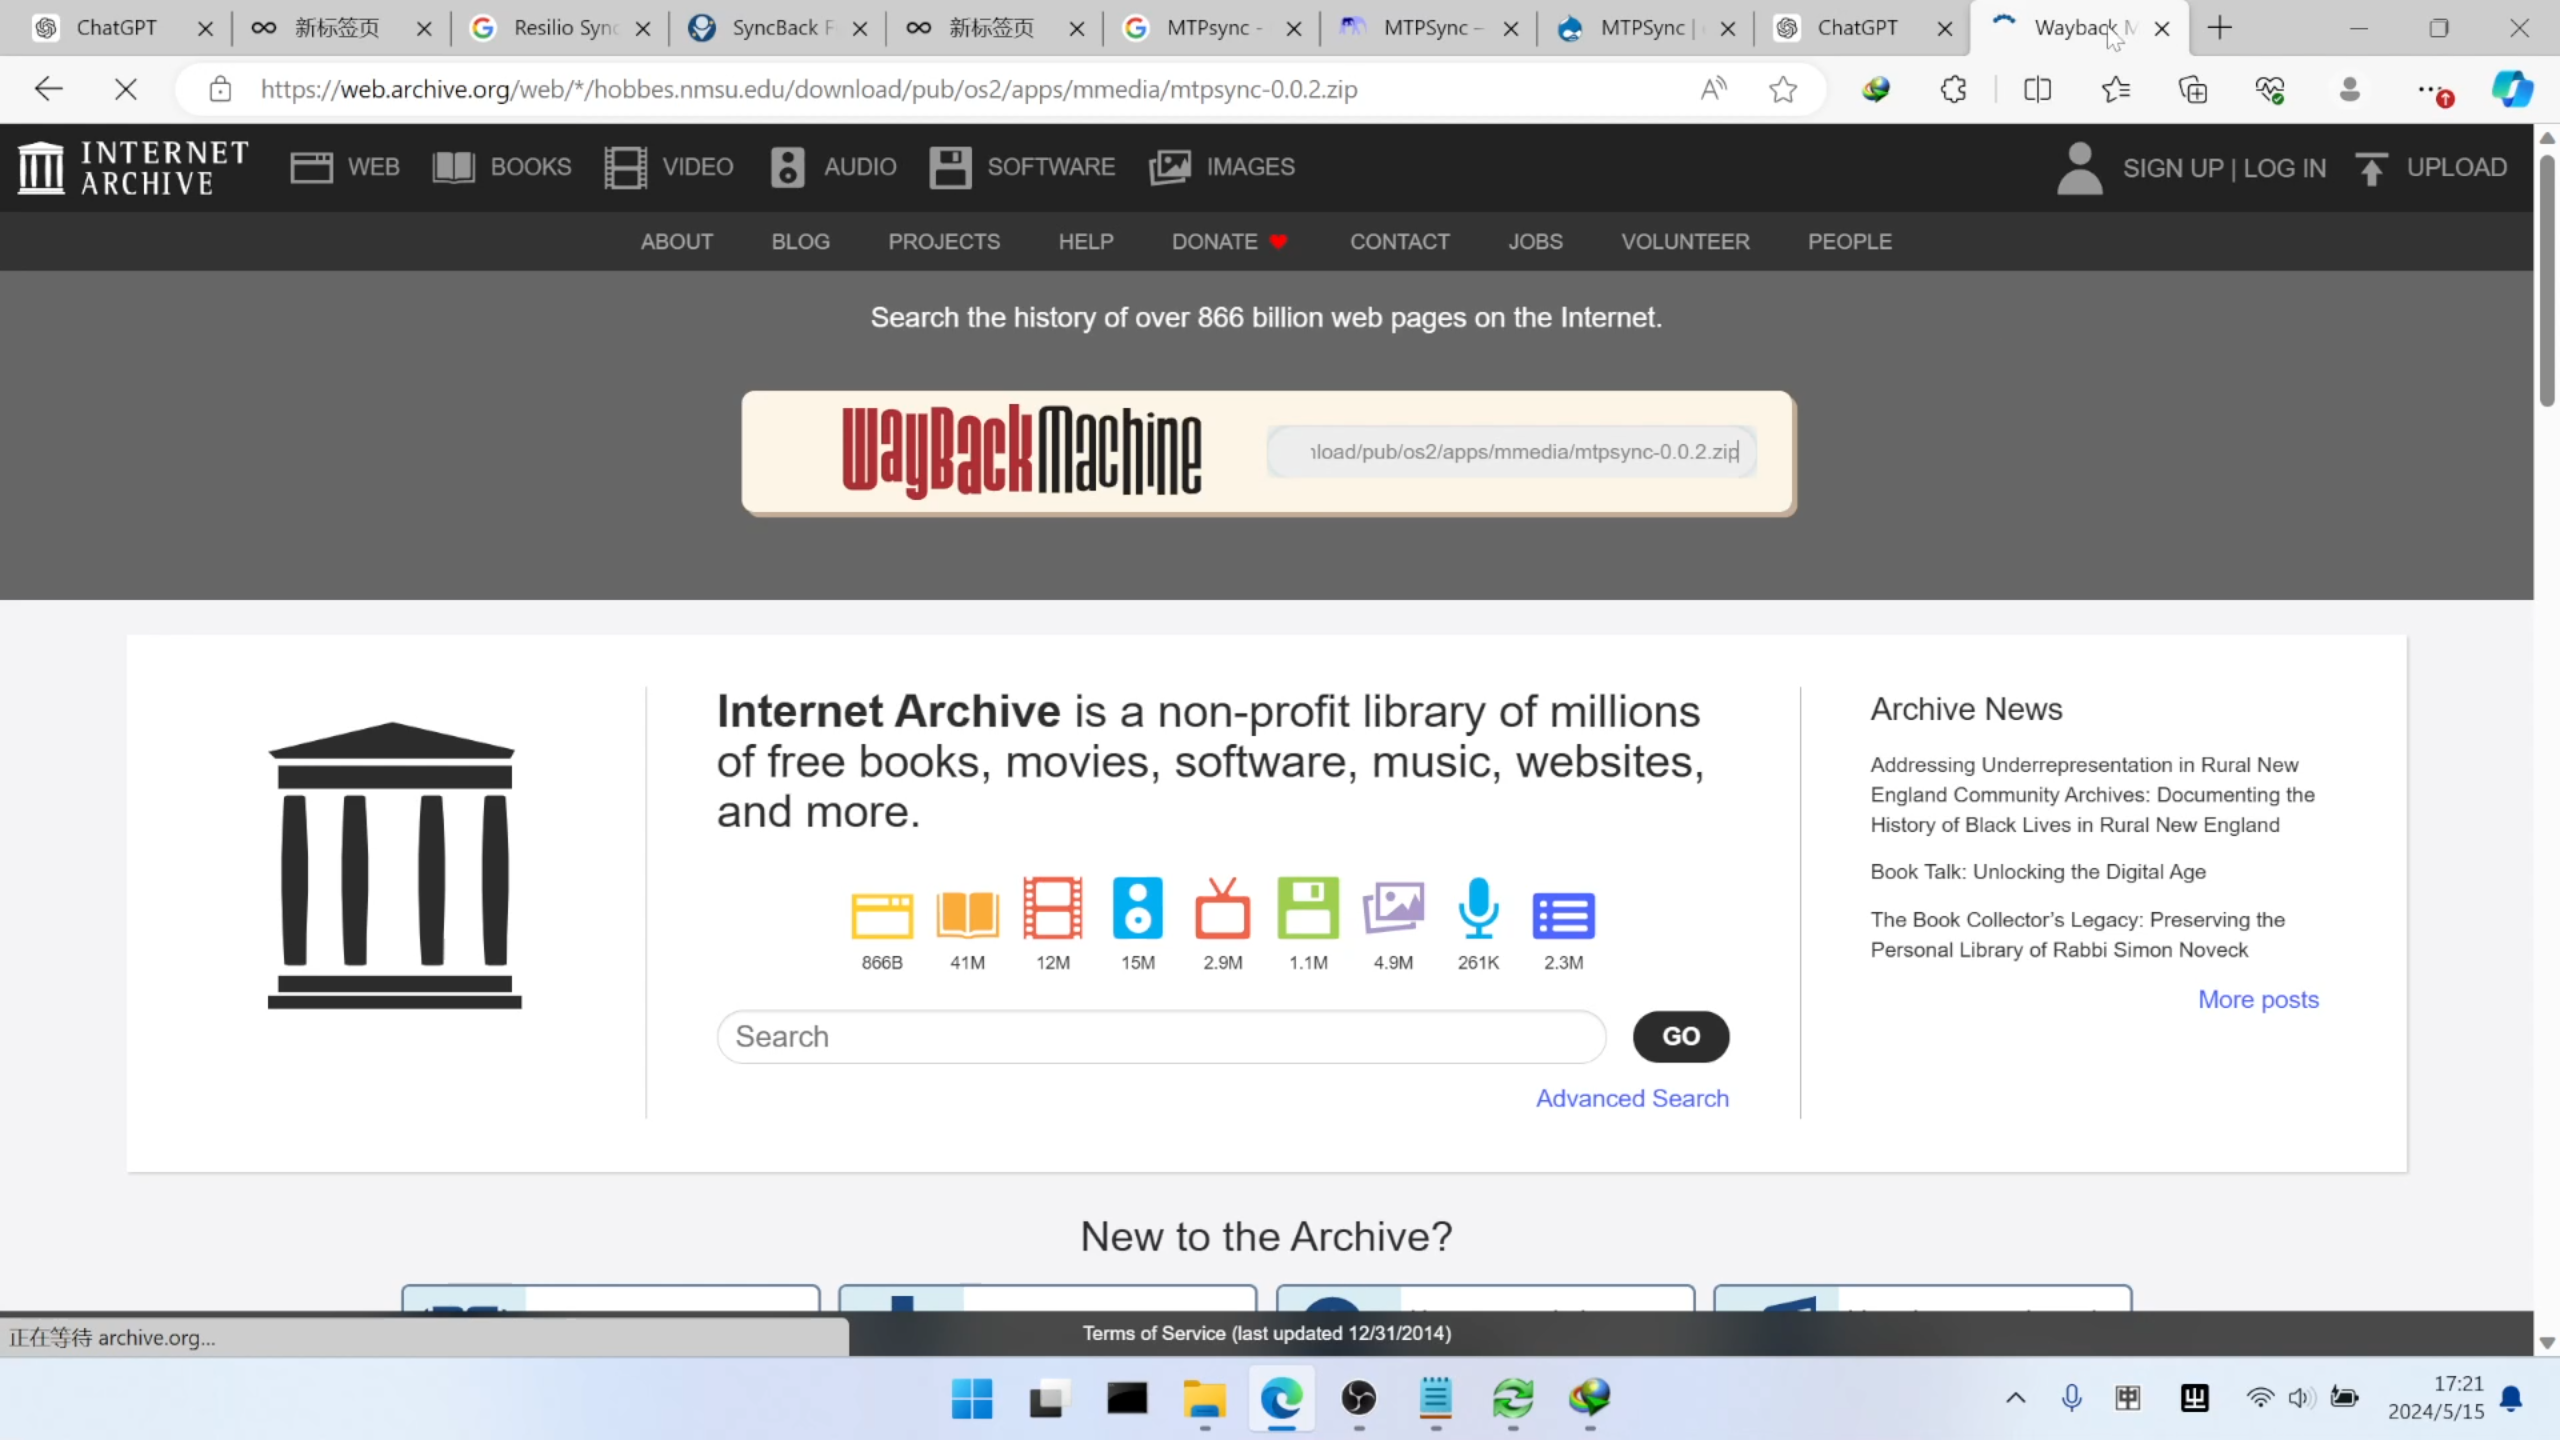 ChatGPT
新标签页
Resilio Sync
SyncBack F
新标签页
MTPsync -
MTPSync –
MTPSync |
ChatGPT
Wayback M
https://web.archive.org/web/*/hobbes.nmsu.edu/download/pub/os2/apps/mmedia/mtpsync-0.0.2.zip
INTERNET
ARCHIVE
WEB
BOOKS
VIDEO
AUDIO
SOFTWARE
IMAGES
SIGN UP | LOG IN
UPLOAD
ABOUT
BLOG
PROJECTS
HELP
DONATE
CONTACT
JOBS
VOLUNTEER
PEOPLE
Search the history of over 866 billion web pages on the Internet.
WayBackMachine
load/pub/os2/apps/mmedia/mtpsync-0.0.2.zip
Internet Archive is a non-profit library of millions
of free books, movies, software, music, websites,
and more.
866B
41M
12M
15M
2.9M
1.1M
4.9M
261K
2.3M
Search
GO
Advanced Search
Archive News
Addressing Underrepresentation in Rural New
England Community Archives: Documenting the
History of Black Lives in Rural New England
Book Talk: Unlocking the Digital Age
The Book Collector’s Legacy: Preserving the
Personal Library of Rabbi Simon Noveck
More posts
New to the Archive?
正在等待 archive.org...
Terms of Service (last updated 12/31/2014)
中
17:21
2024/5/15